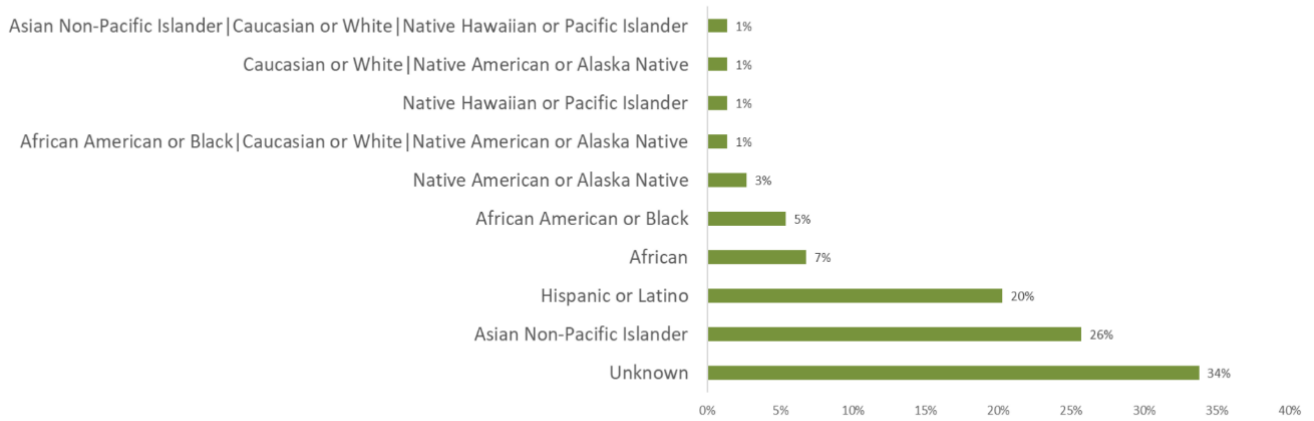 Asian Non-Pacific Islander|Caucasian or White|Native Hawaiian or Pacific Islander 1%
Caucasian or White|Native American or Alaska Native 1%
Native Hawaiian or Pacific Islander 1%
African American or Black|Caucasian or White|Native American or Alaska Native 1%
Native American or Alaska Native 3%
African American or Black 5%
African 7%
Hispanic or Latino 20%
Asian Non-Pacific Islander 26%
Unknown 34%
0% 5% 10% 15% 20% 25% 30% 35% 40%